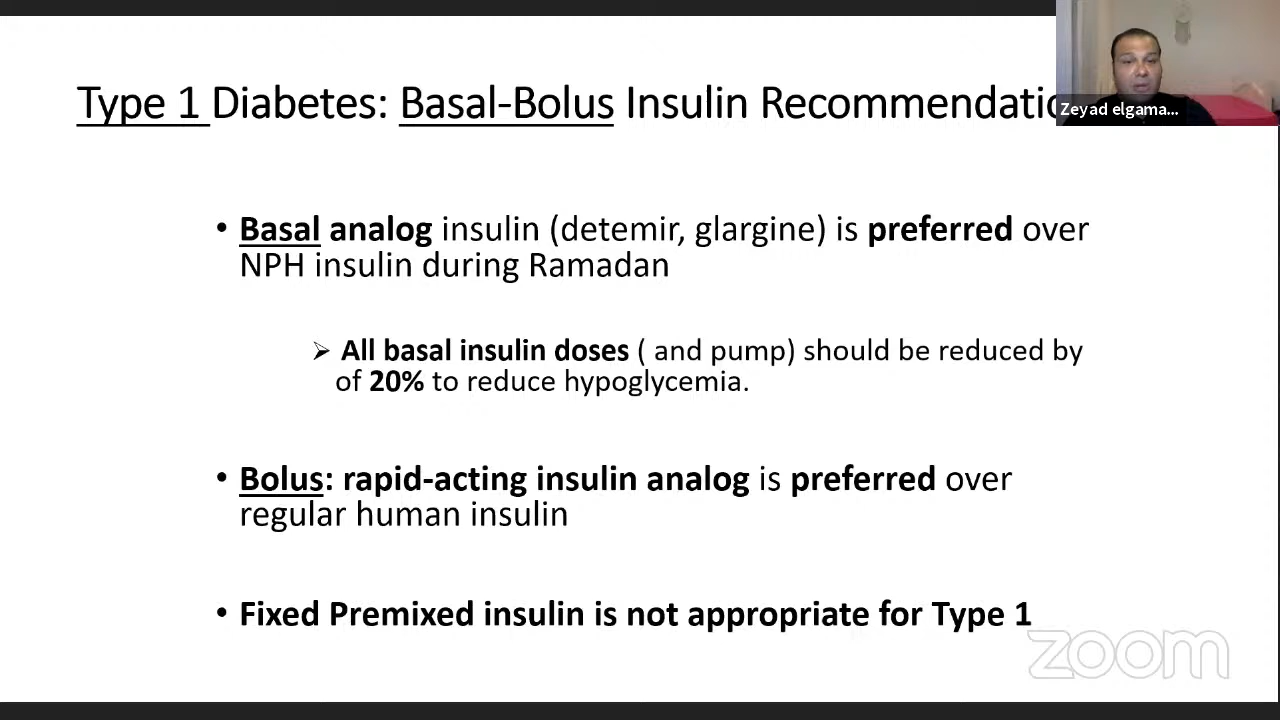 Type 1 Diabetes: Basal-Bolus Insulin Recommendatio
Zeyad elgama...
• Basal analog insulin (detemir, glargine) is preferred over
NPH insulin during Ramadan
➢ All basal insulin doses ( and pump) should be reduced by
of 20% to reduce hypoglycemia.
• Bolus: rapid-acting insulin analog is preferred over
regular human insulin
• Fixed Premixed insulin is not appropriate for Type 1
zoom